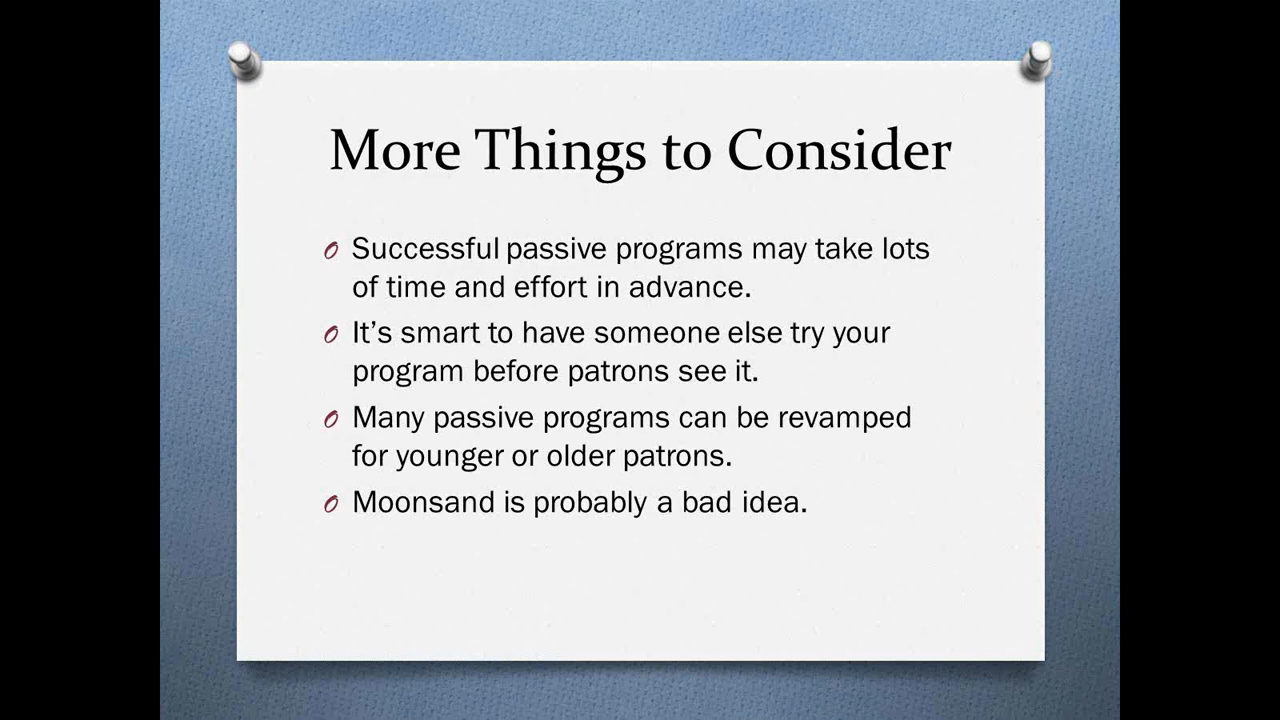 More Things to Consider
Successful passive programs may take lots
of time and effort in advance.
It’s smart to have someone else try your
program before patrons see it.
Many passive programs can be revamped
for younger or older patrons.
Moonsand is probably a bad idea.